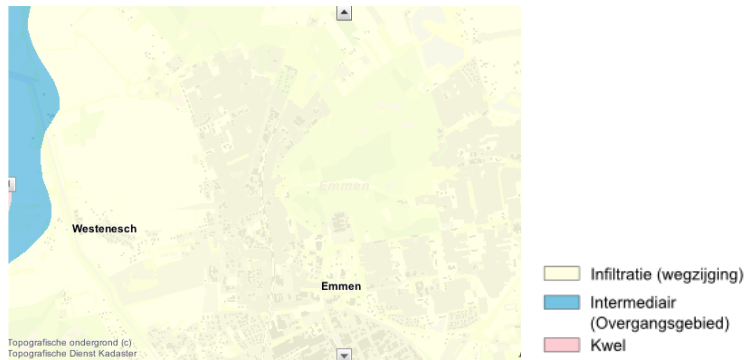 Emmen
Westenesch
Emmen
Topografische ondergrond (c)
Topografische Dienst Kadaster
Infiltratie (wegzijging)
Intermediair
(Overgangsgebied)
Kwel